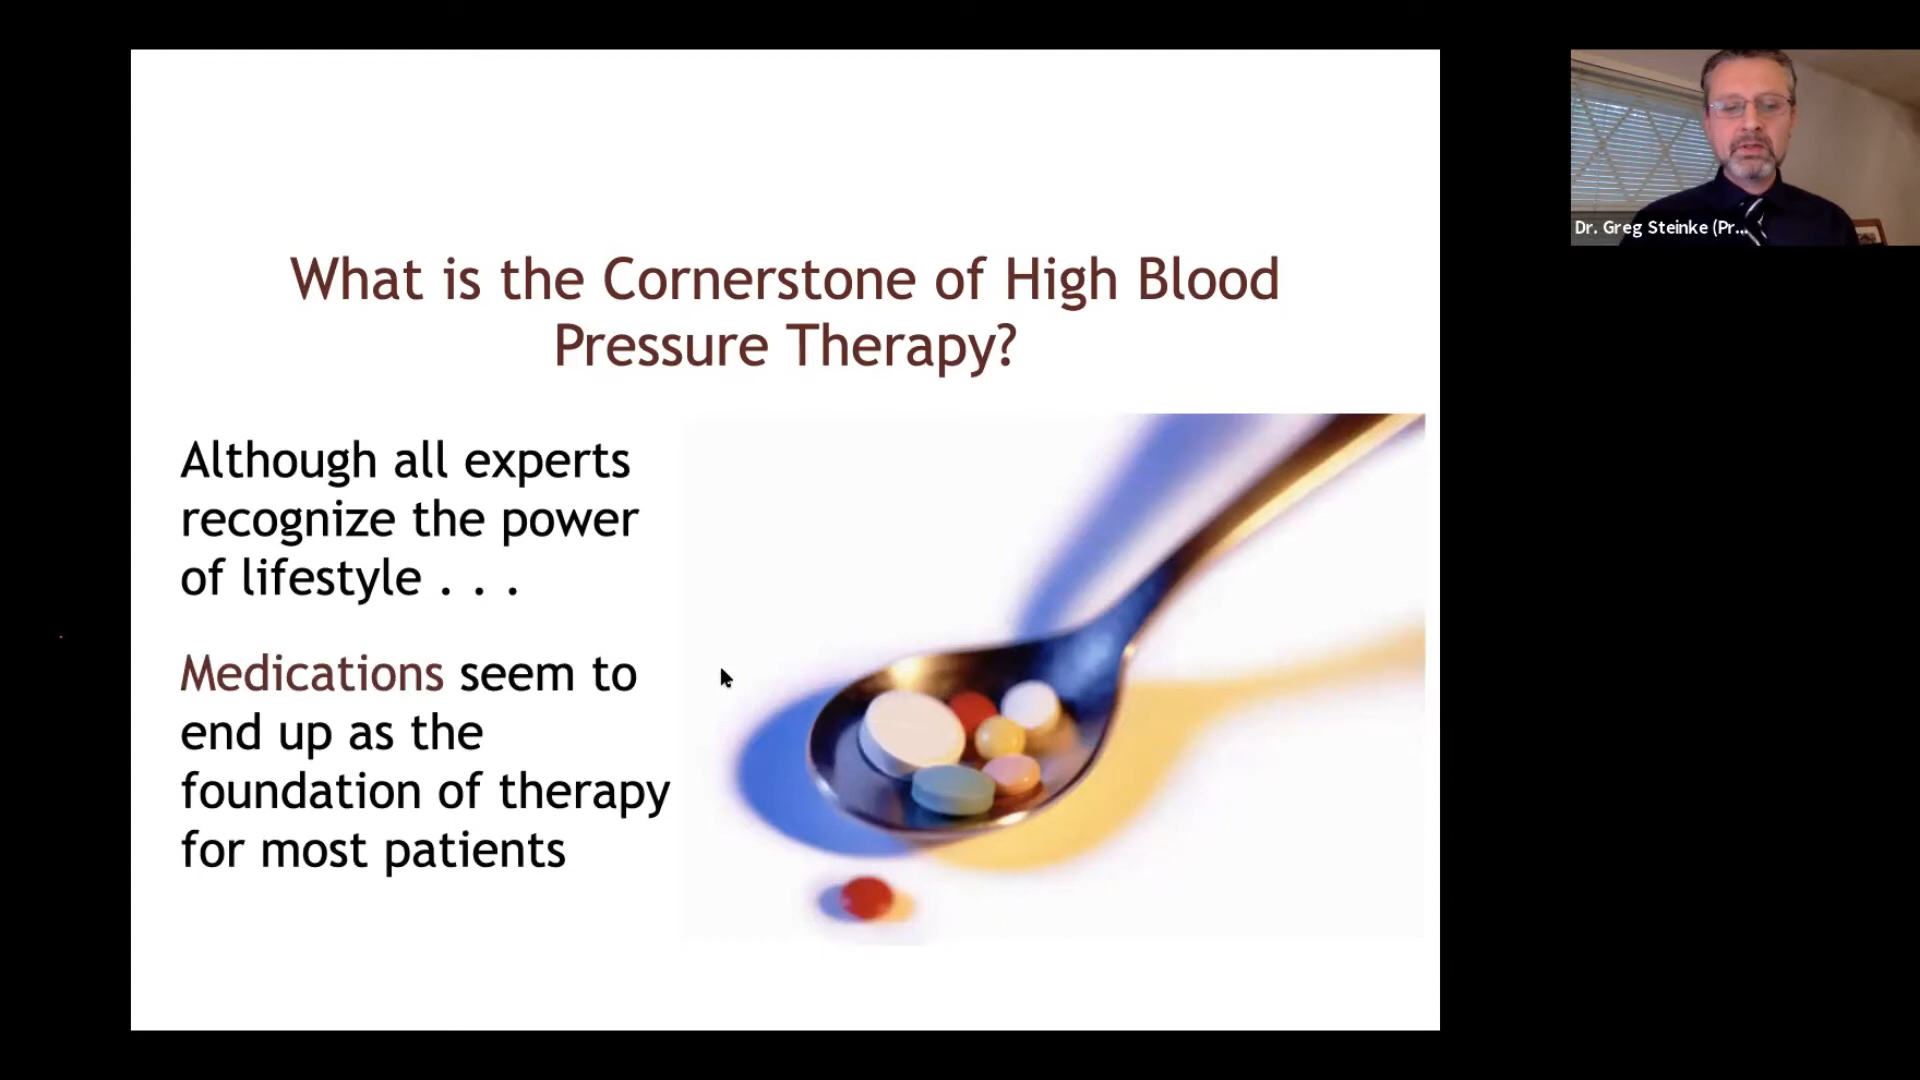 What is the Cornerstone of High Blood
Pressure Therapy?
Although all experts
recognize the power
of lifestyle . . .
Medications seem to
end up as the
foundation of therapy
for most patients
Dr. Greg Steinke (Pr...